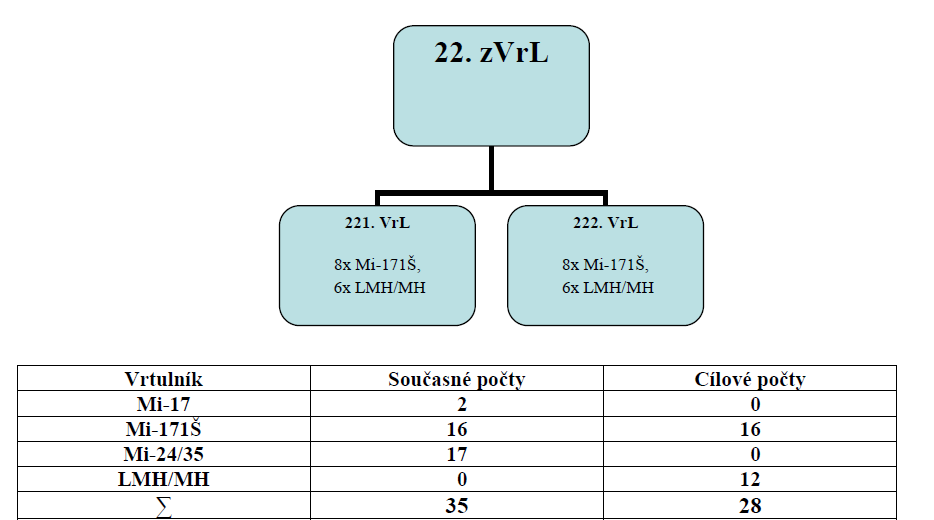 22. zVrL
221. VrL
8x Mi-171Š,
6x LMH/MH
222. VrL
8x Mi-171Š,
6x LMH/MH
Vrtulník Současné počty Cílové počty
Mi-17 2 0
Mi-171Š 16 16
Mi-24/35 17 0
LMH/MH 0 12
∑ 35 28